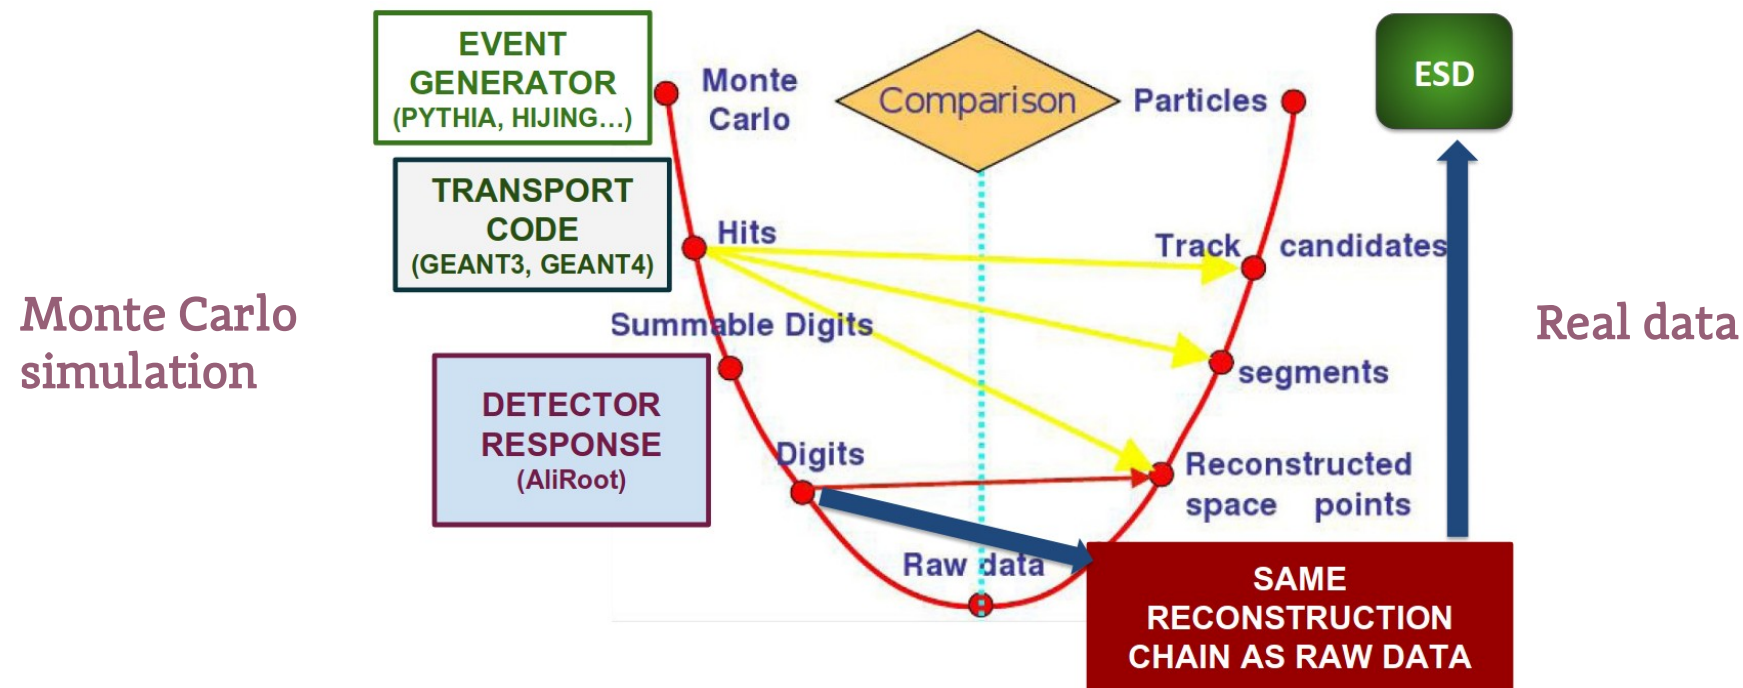 EVENT
GENERATOR
(PYTHIA, HIJING...)
Monte
Carlo
Comparison
Particles
ESD
TRANSPORT
CODE
(GEANT3, GEANT4)
Hits
Track candidates
Monte Carlo
simulation
Summable Digits
segments
Real data
DETECTOR
RESPONSE
(AliRoot)
Digits
Reconstructed
space points
Raw data
SAME
RECONSTRUCTION
CHAIN AS RAW DATA